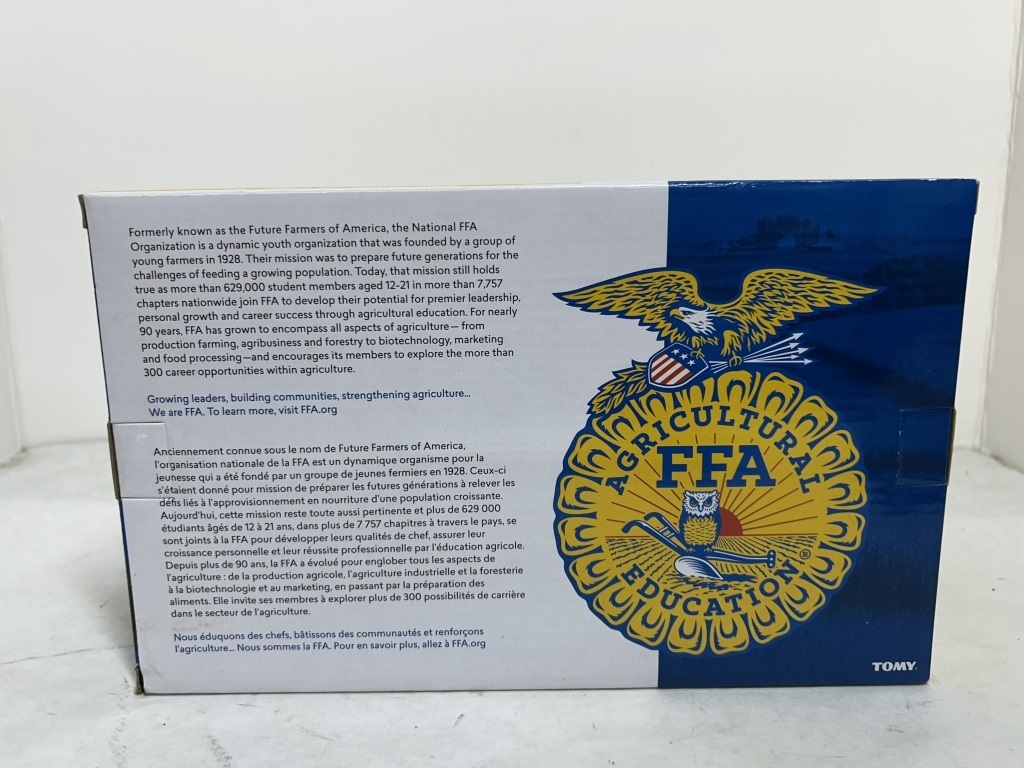 Formerly known as the Future Farmers of America, the National FFA
Organization is a dynamic youth organization that was founded by a group of
young farmers in 1928. Their mission was to prepare future generations for the
challenges of feeding a growing population. Today, that mission still holds
true as more than 629,000 student members aged 12-21 in more than 7,757
chapters nationwide join FFA to develop their potential for premier leadership,
personal growth and career success through agricultural education. For nearly
90 years, FFA has grown to encompass all aspects of agriculture — from
production farming, agribusiness and forestry to biotechnology, marketing
and food processing—and encourages its members to explore the more than
300 career opportunities within agriculture.
Growing leaders, building communities, strengthening agriculture...
We are FFA. To learn more, visit FFA.org
Anciennement connue sous le nom de Future Farmers of America,
l'organisation nationale de la FFA est un dynamique organisme pour la
jeunesse qui a été fondé par un groupe de jeunes fermiers en 1928. Ceux-ci
s'étaient donné pour mission de préparer les futures générations à relever les
défis liés à l'approvisionnement en nourriture d'une population croissante.
Aujourd'hui, cette mission reste toute aussi pertinente et plus de 629 000
étudiants âgés de 12 à 21 ans, dans plus de 7 757 chapitres à travers le pays, se
sont joints à la FFA pour développer leurs qualités de chef, assurer leur
croissance personnelle et leur réussite professionnelle par l'éducation agricole.
Depuis plus de 90 ans, la FFA a évolué pour englober tous les aspects de
l'agriculture : de la production agricole, l'agriculture industrielle et la foresterie
à la biotechnologie et au marketing, en passant par la préparation des
aliments. Elle invite ses membres à explorer plus de 300 possibilités de carrière
dans le secteur de l'agriculture.
Nous éduquons des chefs, bâtissons des communautés et renforçons
l'agriculture... Nous sommes la FFA. Pour en savoir plus, allez à FFA.org
AGRICULTURAL
FFA
EDUCATION®
TOMY